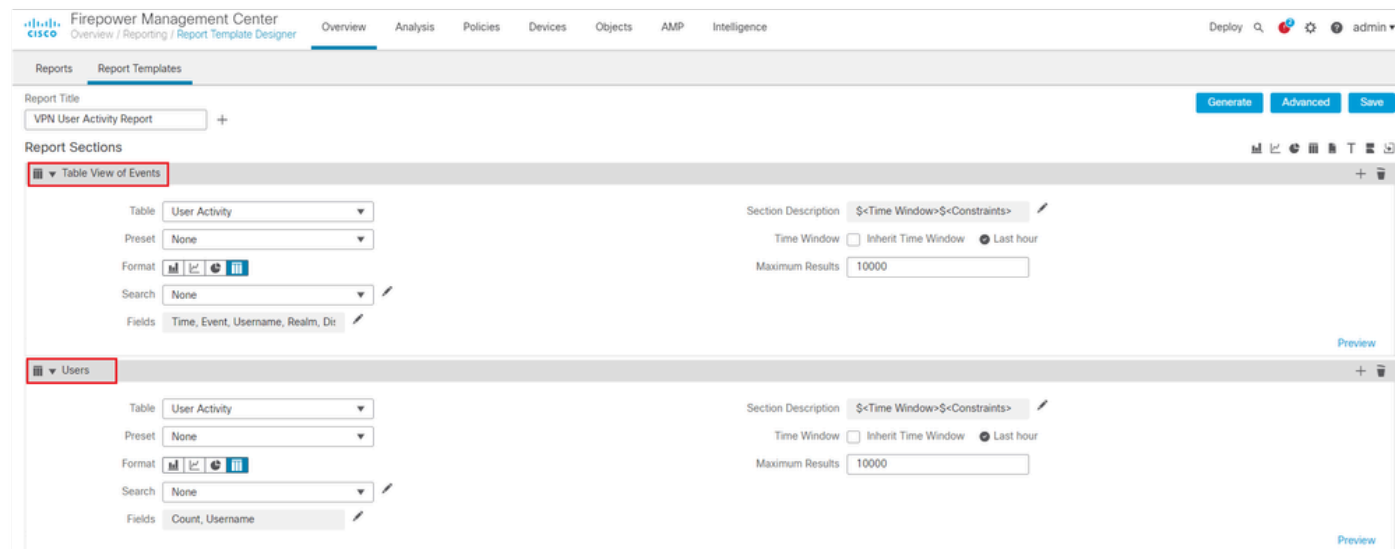 Firepower Management Center
CISCO Overview / Reporting / Report Template Designer
Overview Analysis Policies Devices Objects AMP Intelligence
Deploy admin
Reports Report Templates
Report Title
VPN User Activity Report
Generate Advanced Save
Report Sections
Table View of Events
Table User Activity
Section Description $<Time Window>$<Constraints>
Preset None
Time Window Inherit Time Window Last hour
Format
Maximum Results 10000
Search None
Fields Time, Event, Username, Realm, Dis
Preview
Users
Table User Activity
Section Description $<Time Window>$<Constraints>
Preset None
Time Window Inherit Time Window Last hour
Format
Maximum Results 10000
Search None
Fields Count, Username
Preview